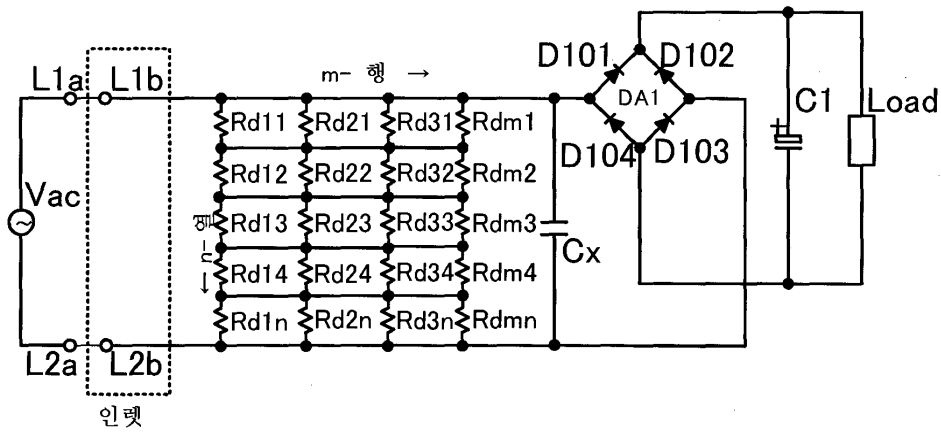 m- 행 →
L1a
L1b
D101
D102
DA1
D104
D103
C1
+
Load
Rd11
Rd21
Rd31
Rdm1
Rd12
Rd22
Rd32
Rdm2
Vac
Rd13
Rd23
Rd33
Rdm3
n-열 →
Rd14
Rd24
Rd34
Rdm4
Cx
Rd1n
Rd2n
Rd3n
Rdmn
L2a
L2b
인렛